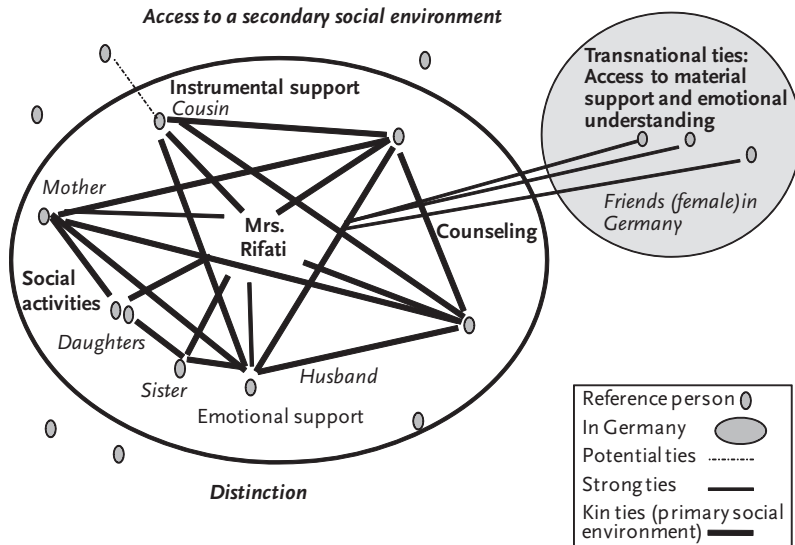 Access to a secondary social environment
Transnational ties:
Access to material
support and emotional
understanding
Instrumental support
Cousin
Mother
Friends (female) in
Germany
Mrs.
Rifati
Counseling
Social
activities
Daughters
Sister
Husband
Emotional support
Distinction
Reference person
In Germany
Potential ties
Strong ties
Kin ties (primary social
environment)